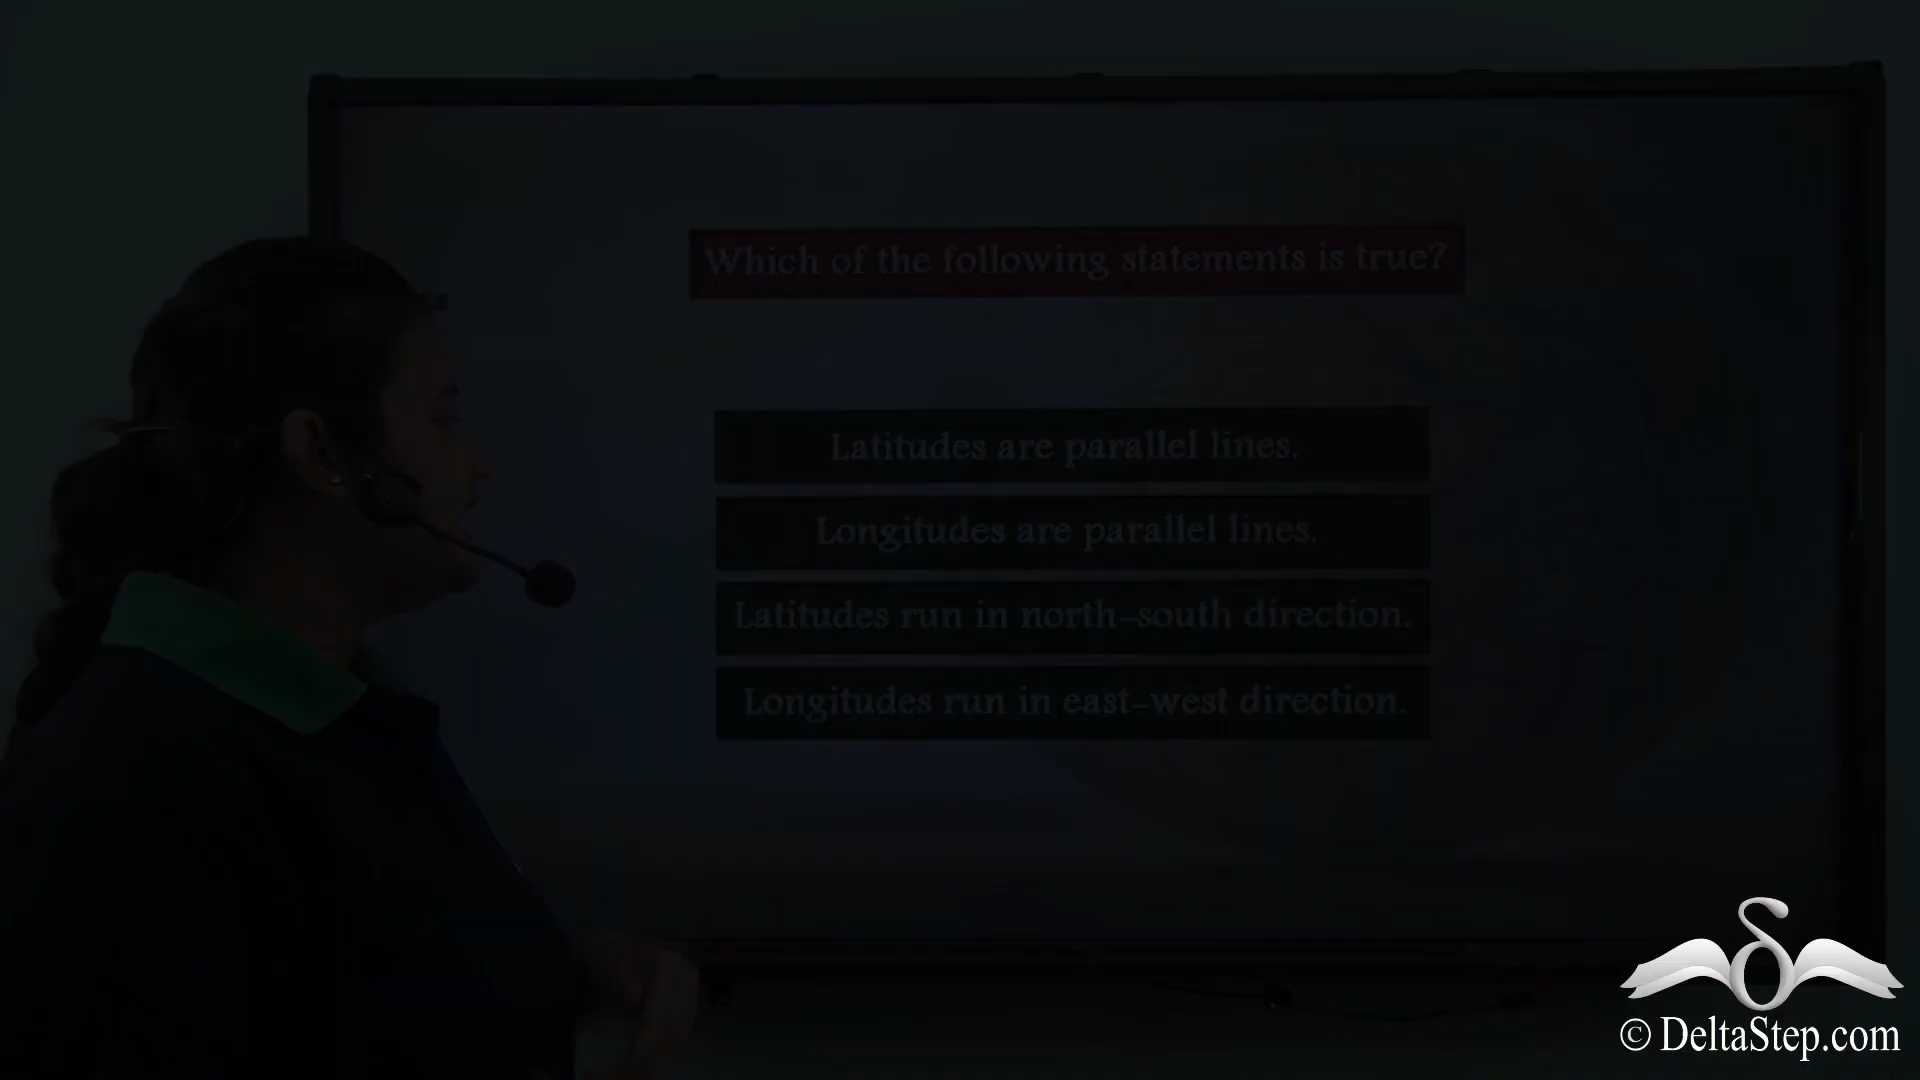 Which of the following statements is true?
Latitudes are parallel lines.
Longitudes are parallel lines.
Latitudes run in north-south direction.
Longitudes run in east-west direction.
© DeltaStep.com